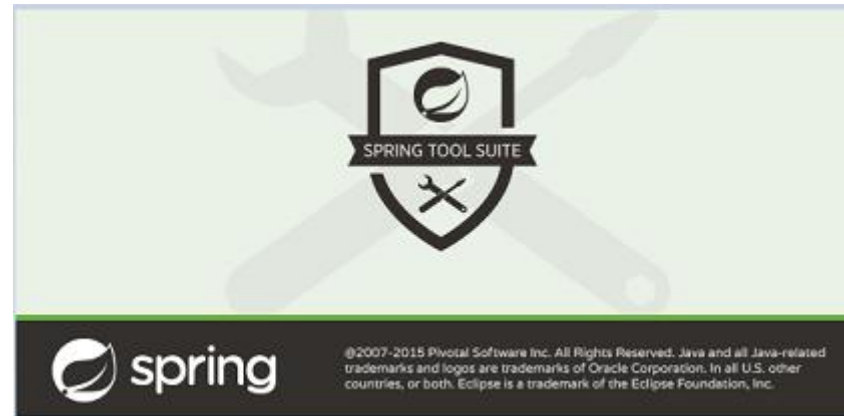 SPRING TOOL SUITE
spring
©2007-2015 Pivotal Software Inc. All Rights Reserved. Java and all Java-related
trademarks and logos are trademarks of Oracle Corporation. In all U.S. other
countries, or both. Eclipse is a trademark of the Eclipse Foundation, Inc.